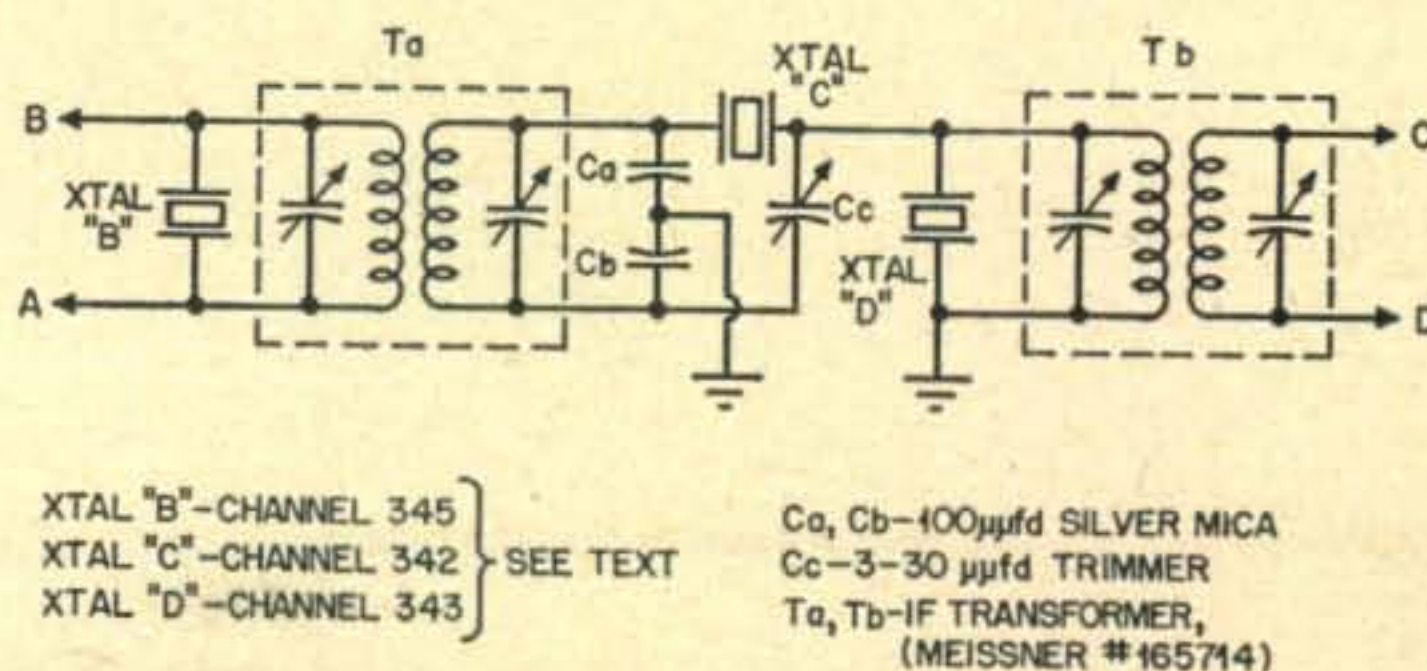 Ta
Tb
XTAL
"C"
B
C
XTAL
"B"
Ca
Cc
Cb
XTAL
"D"
A
D
XTAL "B"-CHANNEL 345
XTAL "C"-CHANNEL 342
XTAL "D"-CHANNEL 343
SEE TEXT
Ca, Cb-100μμfd SILVER MICA
Cc-3-30 μμfd TRIMMER
Ta, Tb-IF TRANSFORMER,
(MEISSNER #165714)